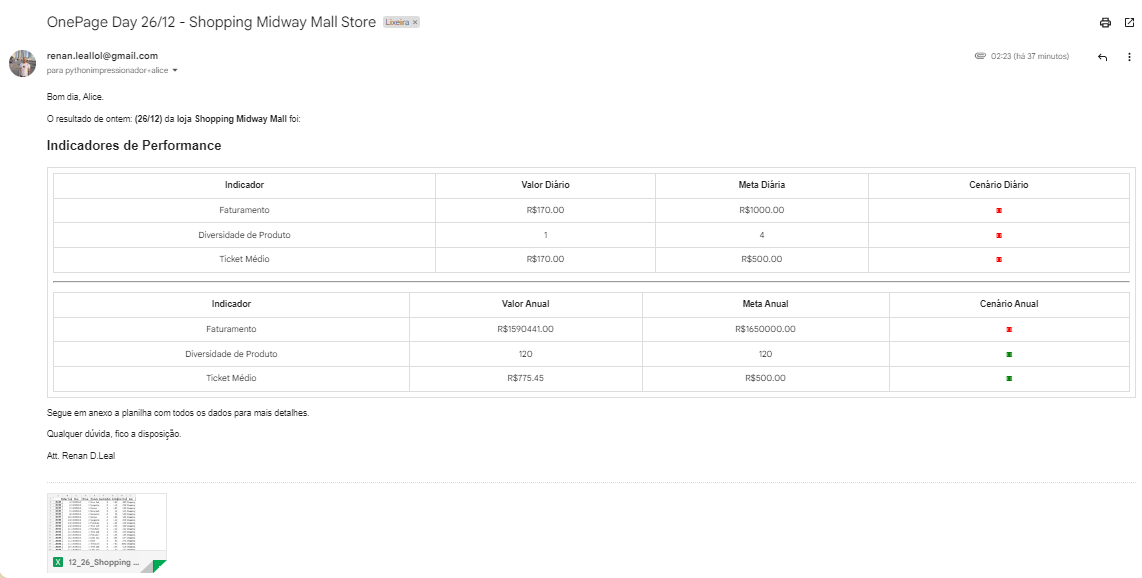 OnePage Day 26/12 - Shopping Midway Mall Store Lixeira ×
renan.leallol@gmail.com 02:23 (há 37 minutos)
para pythonimpressionador+alice
Bom dia, Alice.
O resultado de ontem: (26/12) da loja Shopping Midway Mall foi:
Indicadores de Performance
Indicador Valor Diário Meta Diária Cenário Diário
Faturamento R$170.00 R$1000.00
Diversidade de Produto 1 4
Ticket Médio R$170.00 R$500.00
Indicador Valor Anual Meta Anual Cenário Anual
Faturamento R$1590441.00 R$1650000.00
Diversidade de Produto 120 120
Ticket Médio R$775.45 R$500.00
Segue em anexo a planilha com todos os dados para mais detalhes.
Qualquer dúvida, fico a disposição.
Att. Renan D.Leal
X 12_26_Shopping ...